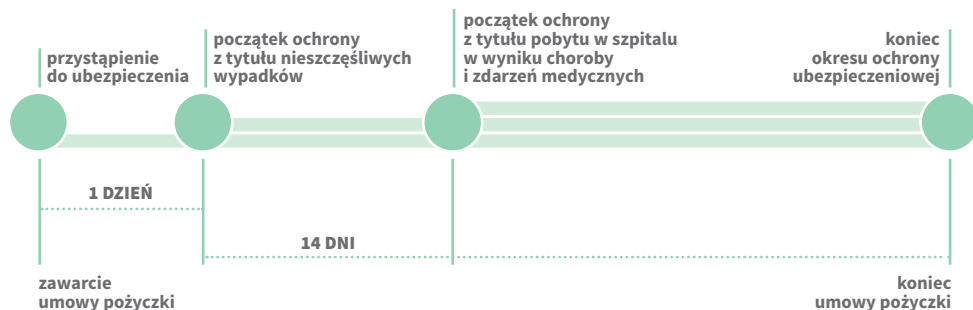 przystąpienie
do ubezpieczenia
początek ochrony
z tytułu nieszczęśliwych
wypadków
początek ochrony
z tytułu pobytu w szpitalu
w wyniku choroby
i zdarzeń medycznych
koniec
okresu ochrony
ubezpieczeniowej
1 DZIEŃ
14 DNI
zawarcie
umowy pożyczki
koniec
umowy pożyczki